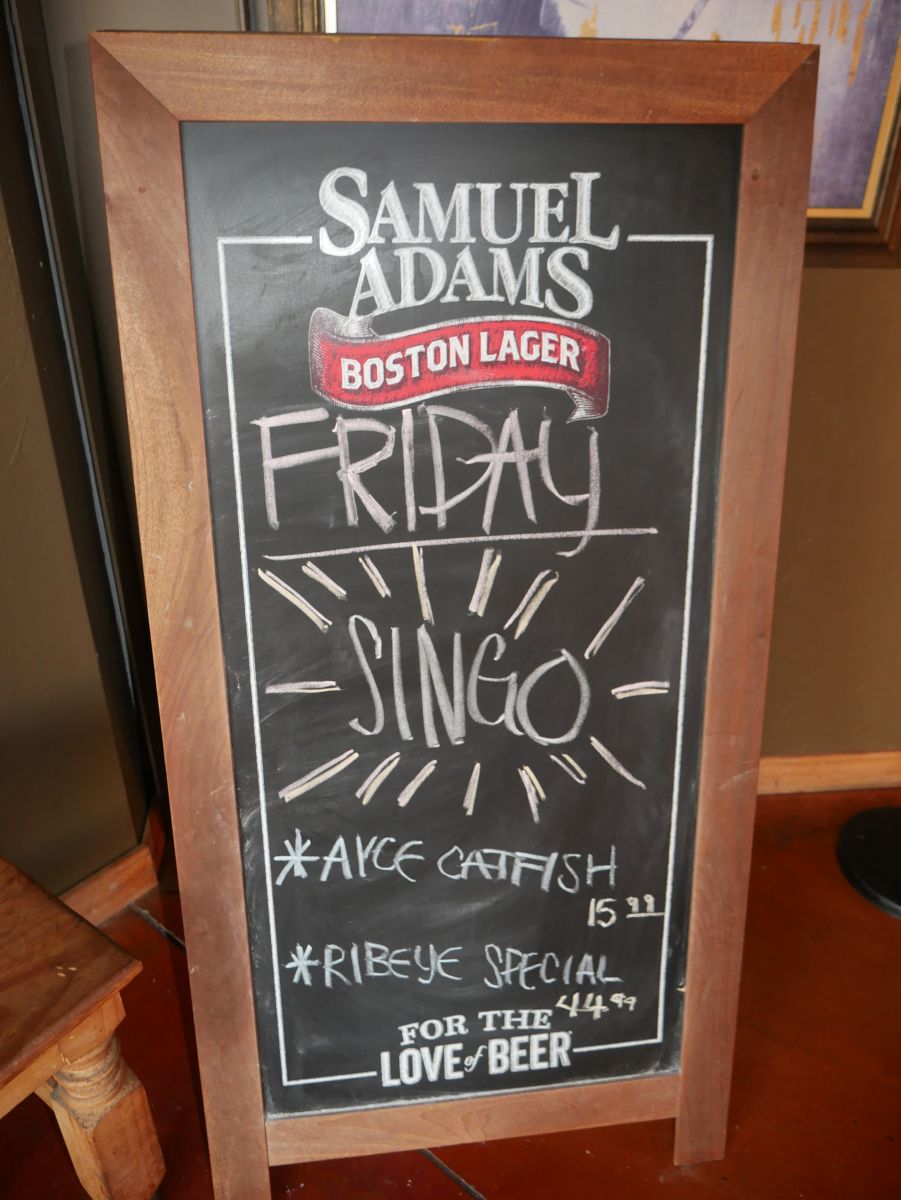 SAMUEL
ADAMS
BOSTON LAGER
FRIDAY
SINGO
*AYCE CATFISH
15 99
*RIBEYE SPECIAL
44.99
FOR THE
LOVE of BEER